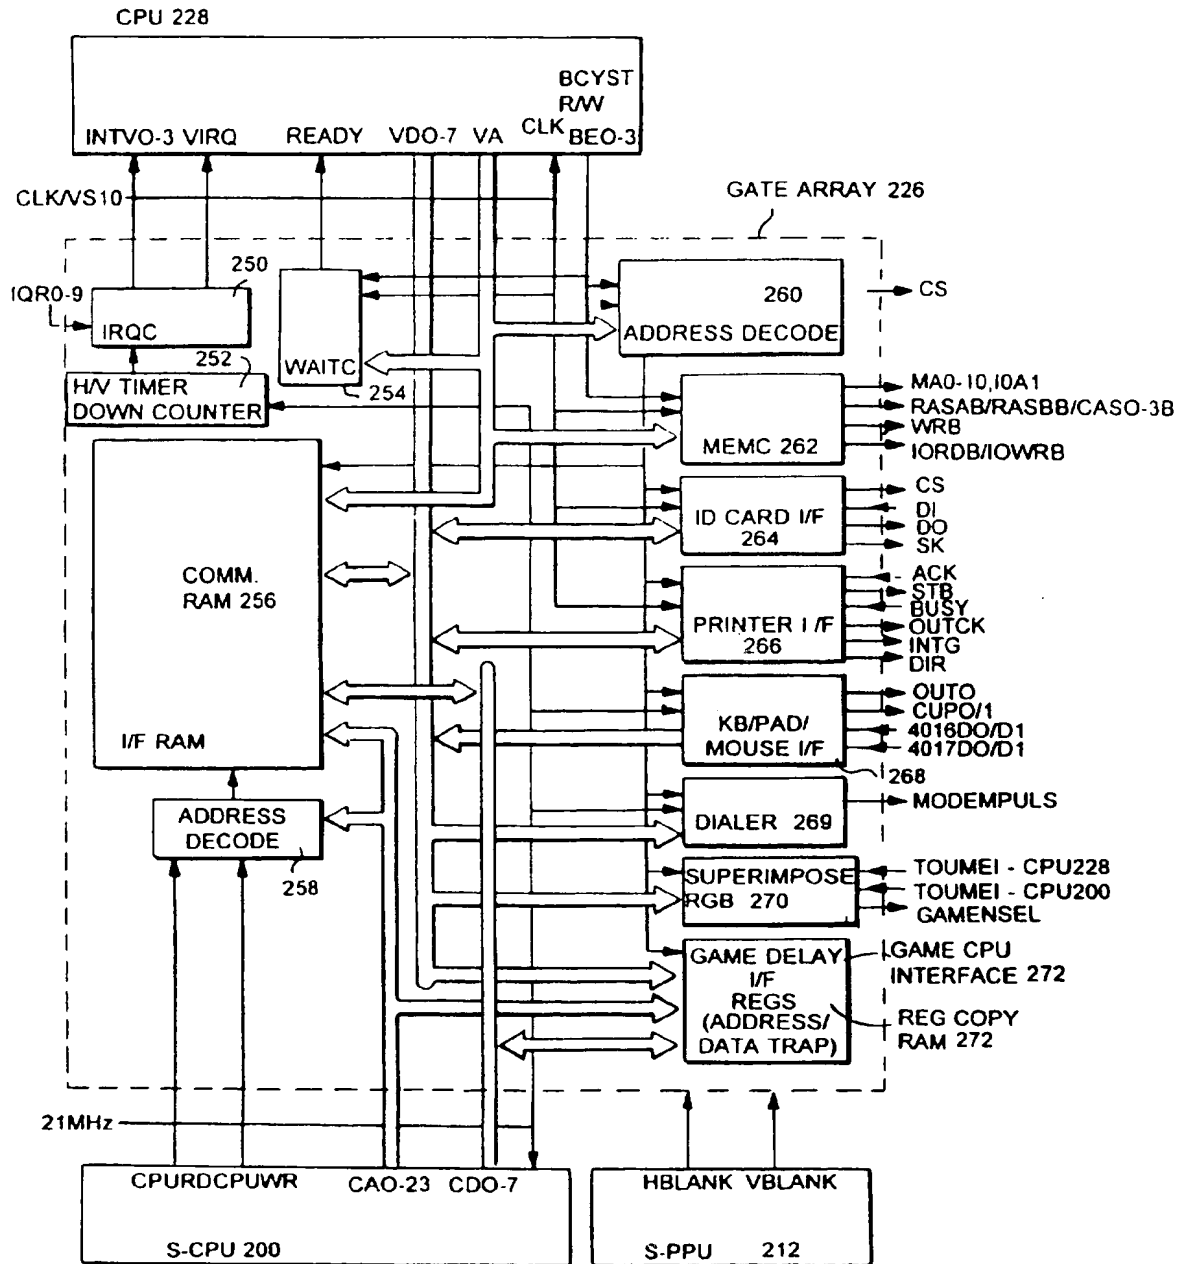 CPU 228
BCYST
R/W
INTVO-3 VIRQ READY VDO-7 VA CLK BEO-3
CLK/VS10
GATE ARRAY 226
250
IQR0-9
IRQC
252
H/V TIMER
DOWN COUNTER
WAITC
254
260
ADDRESS DECODE
CS
MEMC 262
MA0-10,I0A1
RASAB/RASBB/CASO-3B
WRB
IORDB/IOWRB
ID CARD I/F
264
CS
DI
DO
SK
COMM.
RAM 256
I/F RAM
PRINTER I/F
266
ACK
STB
BUSY
OUTCK
INTG
DIR
KB/PAD/
MOUSE I/F
268
OUTO
CUPO/1
4016DO/D1
4017DO/D1
ADDRESS
DECODE
258
DIALER 269
MODEMPULS
SUPERIMPOSE
RGB 270
TOUMEI - CPU228
TOUMEI - CPU200
GAMENSEL
GAME DELAY
I/F
REGS
(ADDRESS/
DATA TRAP)
GAME CPU
INTERFACE 272
REG COPY
RAM 272
21MHz
CPURDCPUWR CAO-23 CDO-7
S-CPU 200
HBLANK VBLANK
S-PPU 212